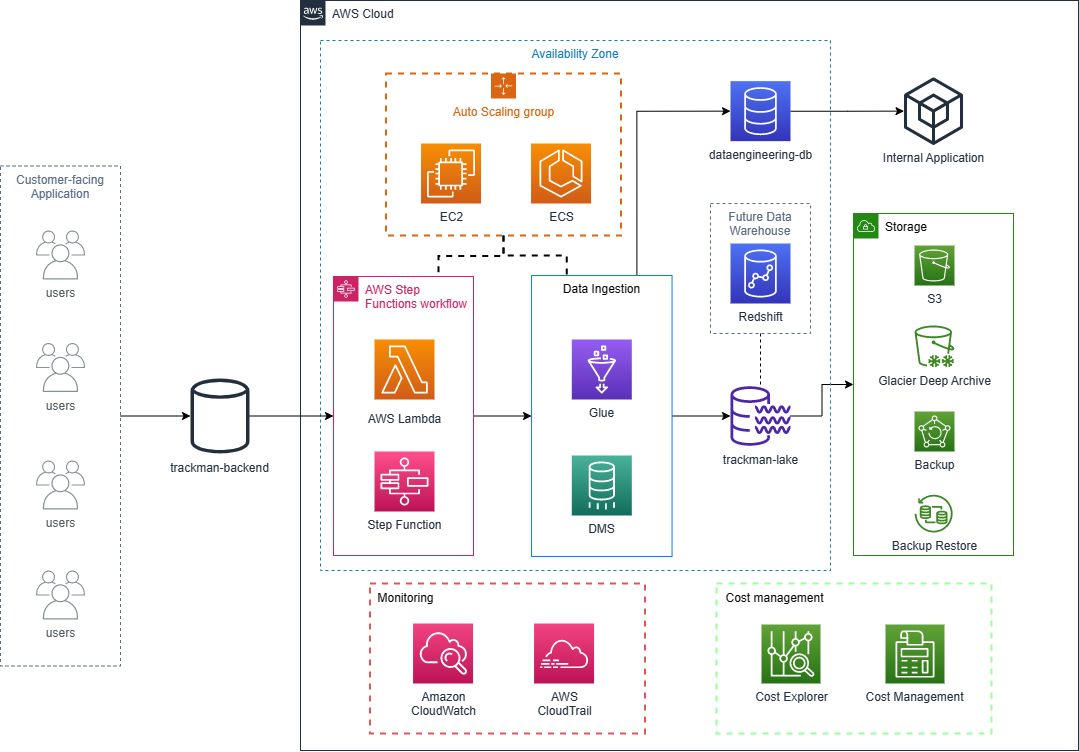 aws
AWS Cloud
Availability Zone
Auto Scaling group
EC2
ECS
dataengineering-db
Internal Application
Customer-facing
Application
users
users
users
users
trackman-backend
AWS Step
Functions workflow
AWS Lambda
Step Function
Data Ingestion
Glue
DMS
Future Data
Warehouse
Redshift
trackman-lake
Storage
S3
Glacier Deep Archive
Backup
Backup Restore
Monitoring
Amazon
CloudWatch
AWS
CloudTrail
Cost management
Cost Explorer
Cost Management